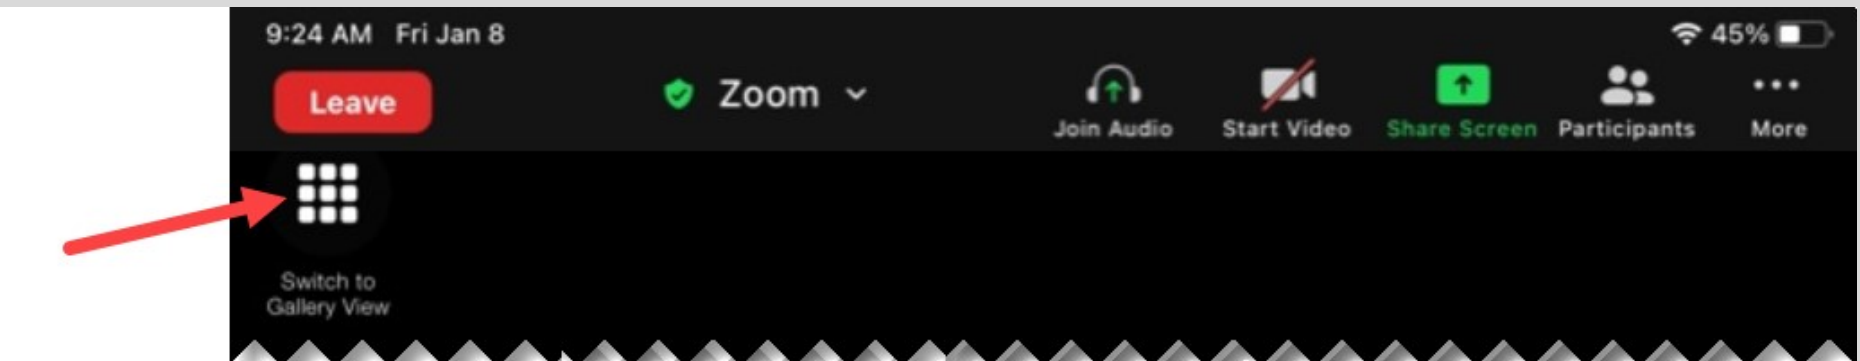 9:24 AM Fri Jan 8
45%
Leave
Zoom
Join Audio
Start Video
Share Screen
Participants
More
Switch to
Gallery View